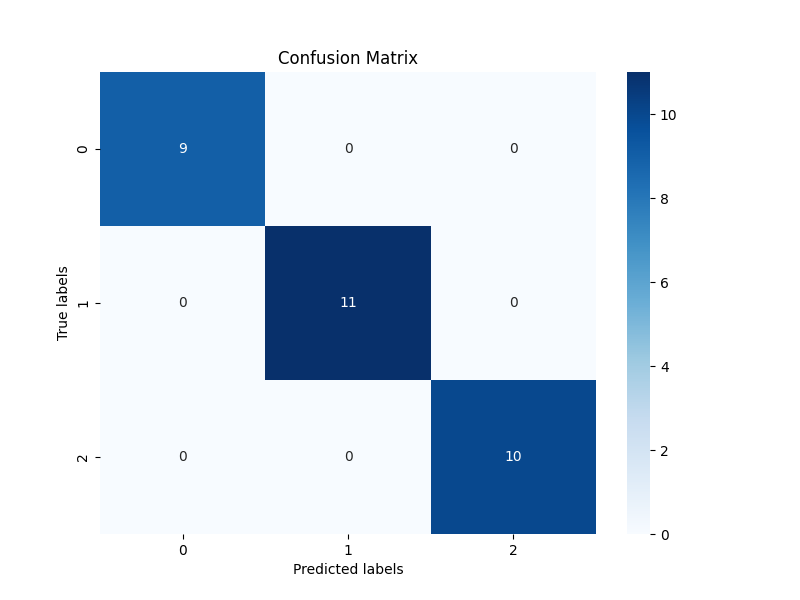 Confusion Matrix
True labels
0 9 0 0
1 0 11 0
2 0 0 10
0 1 2
Predicted labels
10
8
6
4
2
0